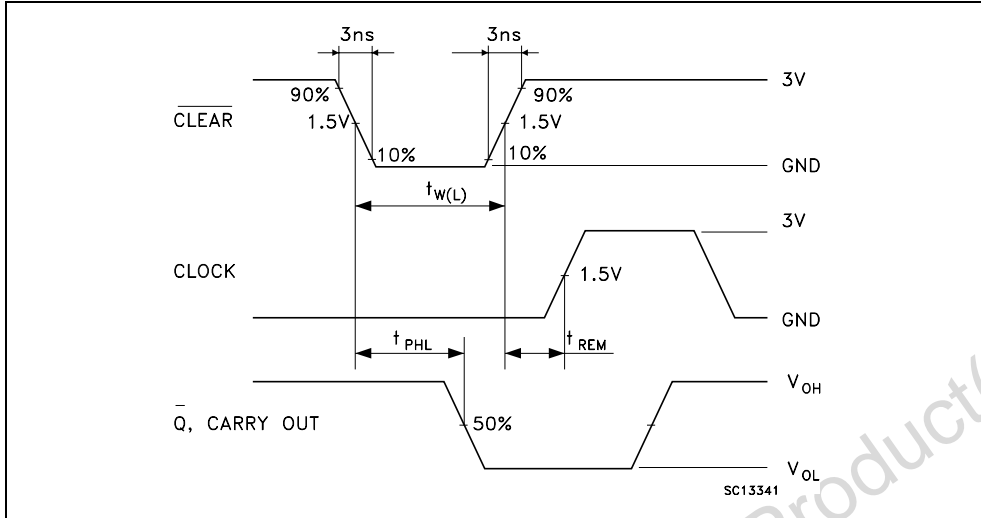 3ns 3ns
3V
90% 90%
CLEAR
1.5V 1.5V
10% 10%
GND
tW(L)
3V
CLOCK
1.5V
GND
tPHL tREM
VOH
Q̄, CARRY OUT
50%
VOL
SC13341
Product(